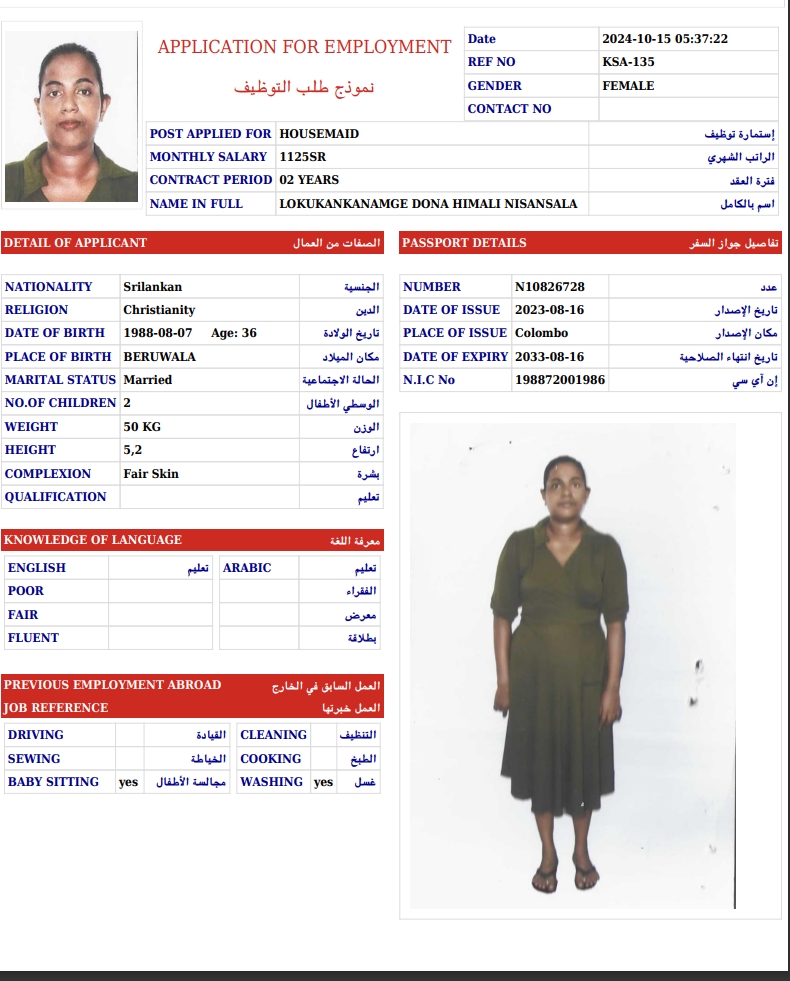 APPLICATION FOR EMPLOYMENT
نموذج طلب التوظيف
Date 2024-10-15 05:37:22
REF NO KSA-135
GENDER FEMALE
CONTACT NO
POST APPLIED FOR HOUSEMAID إستمارة توظيف
MONTHLY SALARY 1125SR الراتب الشهري
CONTRACT PERIOD 02 YEARS فترة العقد
NAME IN FULL LOKUKANKANAMGE DONA HIMALI NISANSALA اسم بالكامل
DETAIL OF APPLICANT الصفات من العمال
NATIONALITY Srilankan الجنسية
RELIGION Christianity الدين
DATE OF BIRTH 1988-08-07 Age: 36 تاريخ الولادة
PLACE OF BIRTH BERUWALA مكان الميلاد
MARITAL STATUS Married الحالة الاجتماعية
NO.OF CHILDREN 2 الوسطي الأطفال
WEIGHT 50 KG الوزن
HEIGHT 5,2 ارتفاع
COMPLEXION Fair Skin بشرة
QUALIFICATION تعليم
KNOWLEDGE OF LANGUAGE معرفة اللغة
ENGLISH تعليم ARABIC تعليم
POOR الفقراء
FAIR معرض
FLUENT بطلاقة
PREVIOUS EMPLOYMENT ABROAD العمل السابق في الخارج
JOB REFERENCE العمل خبرتها
DRIVING القيادة CLEANING التنظيف
SEWING الخياطة COOKING الطبخ
BABY SITTING yes مجالسة الأطفال WASHING yes غسل
PASSPORT DETAILS تفاصيل جواز السفر
NUMBER N10826728 عدد
DATE OF ISSUE 2023-08-16 تاريخ الإصدار
PLACE OF ISSUE Colombo مكان الإصدار
DATE OF EXPIRY 2033-08-16 تاريخ انتهاء الصلاحية
N.I.C No 198872001986 إن آي سي